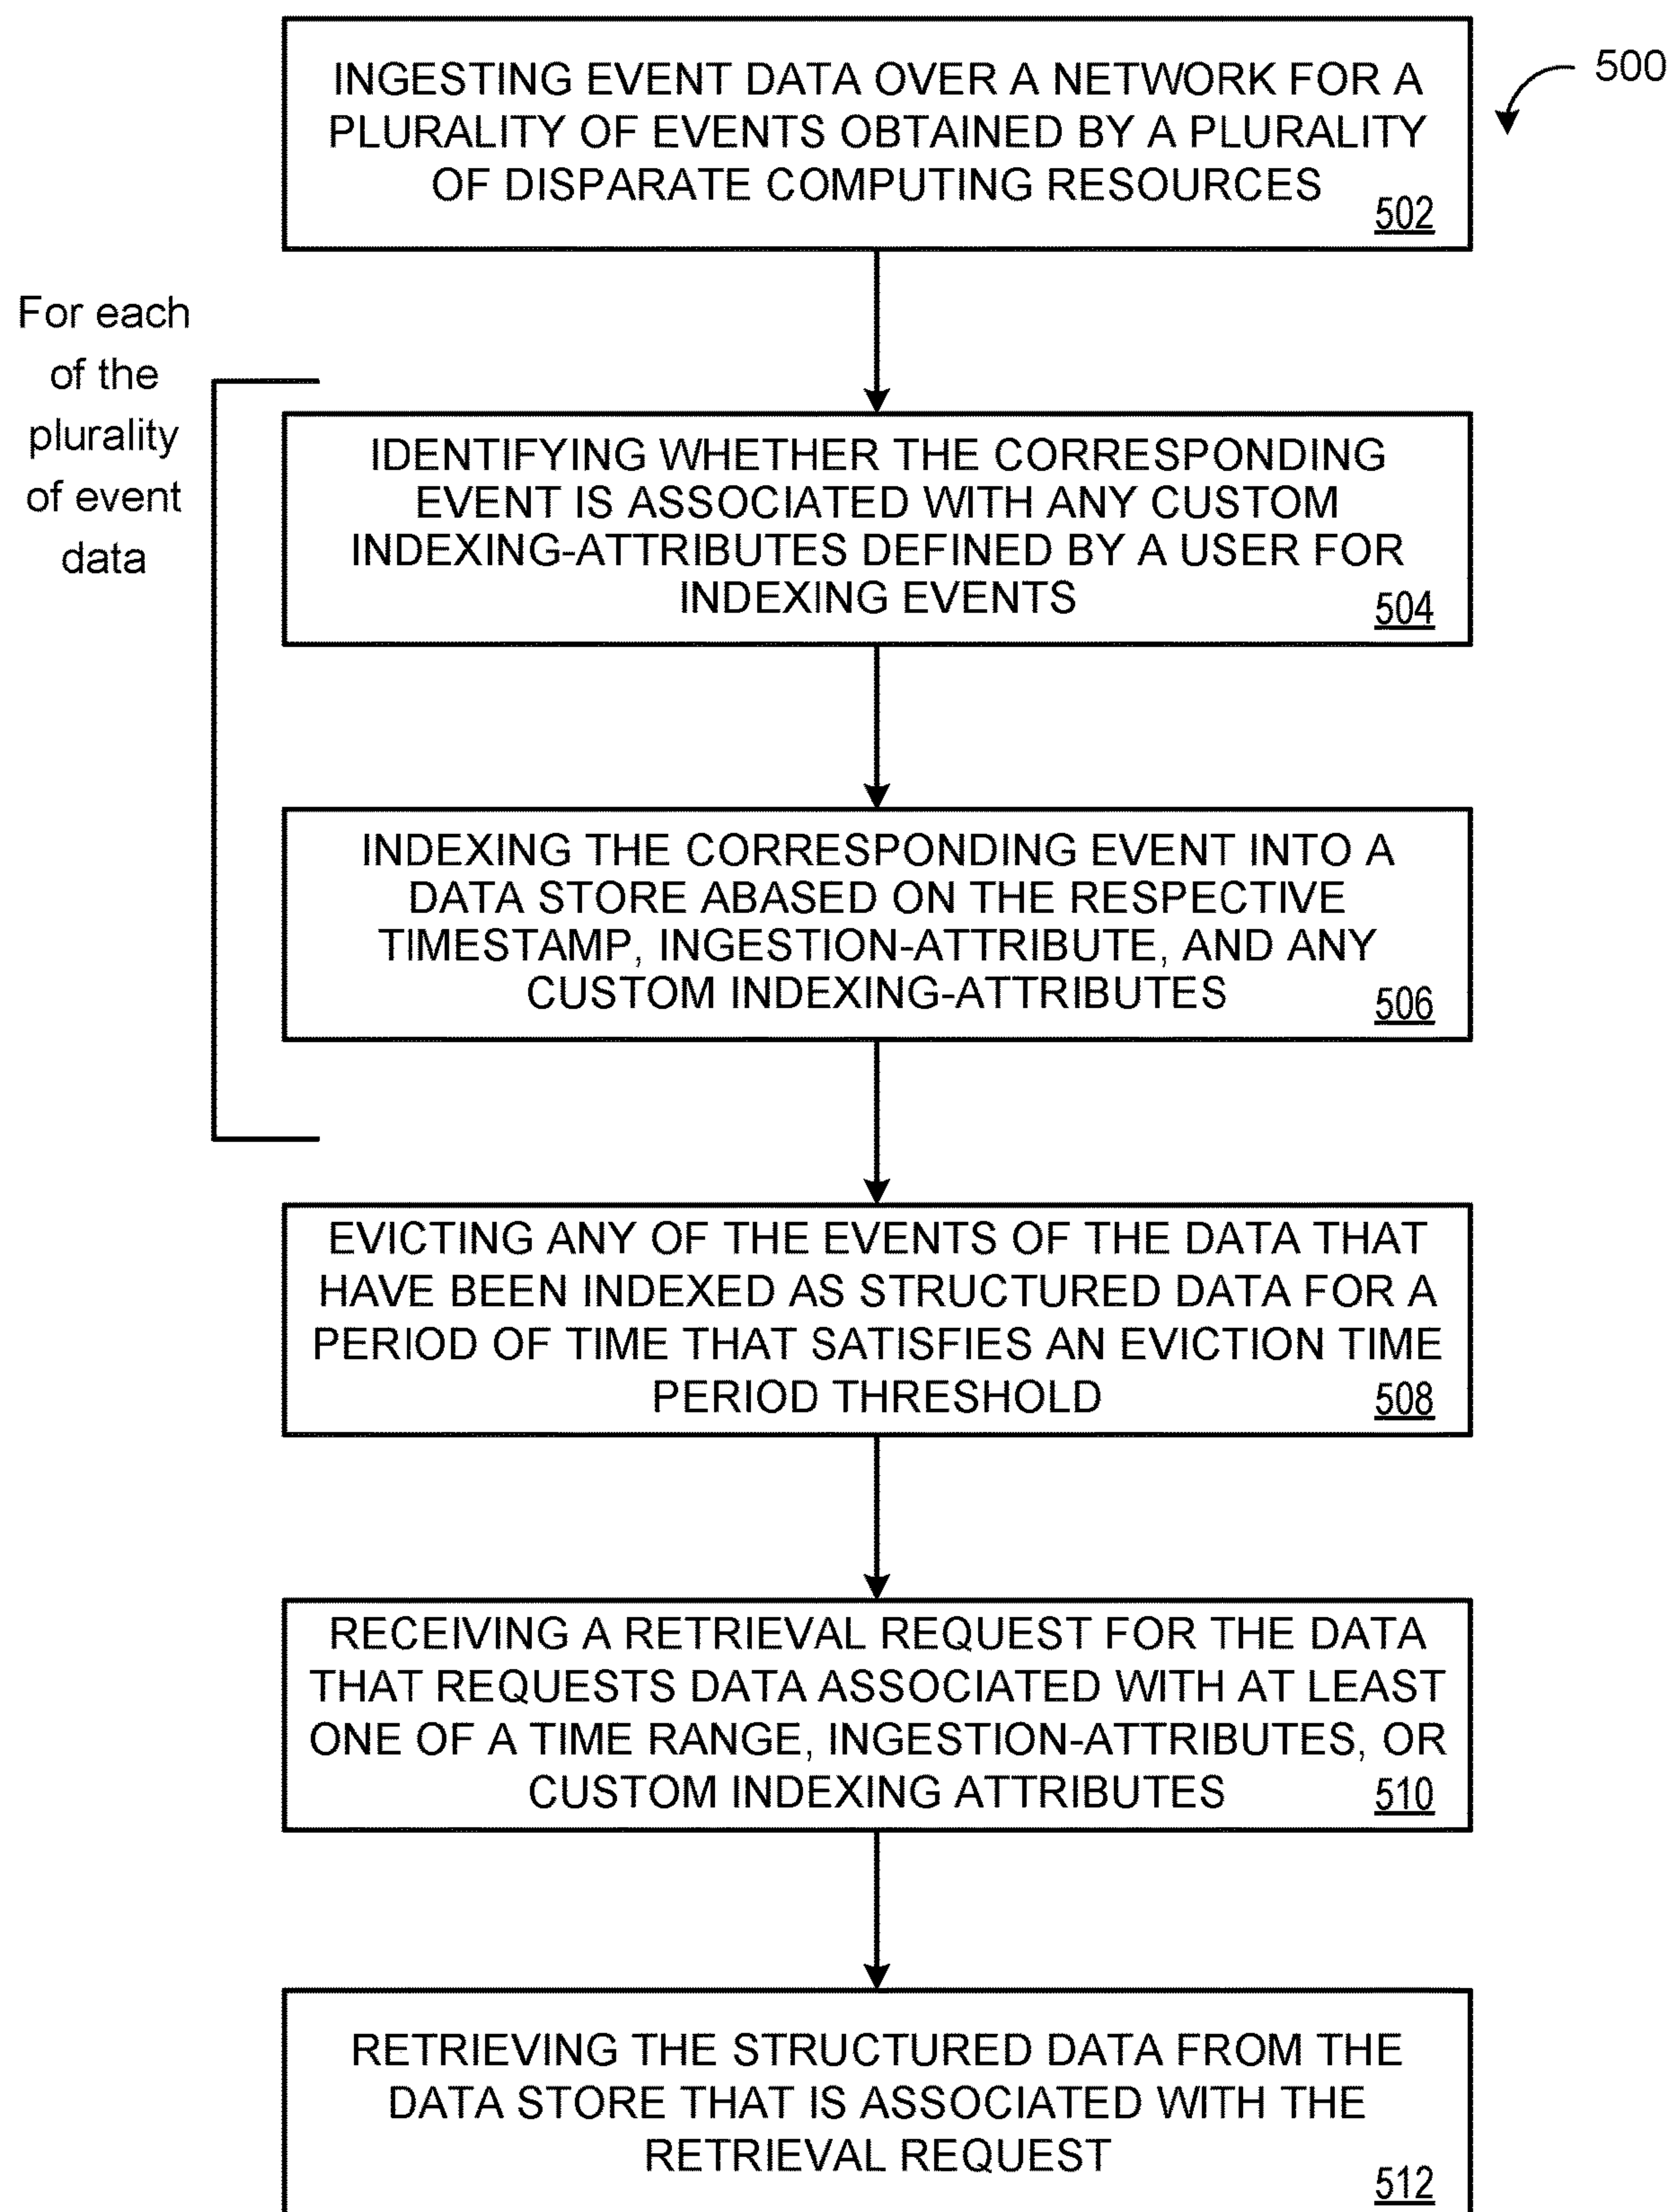 INGESTING EVENT DATA OVER A NETWORK FOR A
PLURALITY OF EVENTS OBTAINED BY A PLURALITY
OF DISPARATE COMPUTING RESOURCES
502
500
For each
of the
plurality
of event
data
IDENTIFYING WHETHER THE CORRESPONDING
EVENT IS ASSOCIATED WITH ANY CUSTOM
INDEXING-ATTRIBUTES DEFINED BY A USER FOR
INDEXING EVENTS
504
INDEXING THE CORRESPONDING EVENT INTO A
DATA STORE ABASED ON THE RESPECTIVE
TIMESTAMP, INGESTION-ATTRIBUTE, AND ANY
CUSTOM INDEXING-ATTRIBUTES
506
EVICTING ANY OF THE EVENTS OF THE DATA THAT
HAVE BEEN INDEXED AS STRUCTURED DATA FOR A
PERIOD OF TIME THAT SATISFIES AN EVICTION TIME
PERIOD THRESHOLD
508
RECEIVING A RETRIEVAL REQUEST FOR THE DATA
THAT REQUESTS DATA ASSOCIATED WITH AT LEAST
ONE OF A TIME RANGE, INGESTION-ATTRIBUTES, OR
CUSTOM INDEXING ATTRIBUTES
510
RETRIEVING THE STRUCTURED DATA FROM THE
DATA STORE THAT IS ASSOCIATED WITH THE
RETRIEVAL REQUEST
512